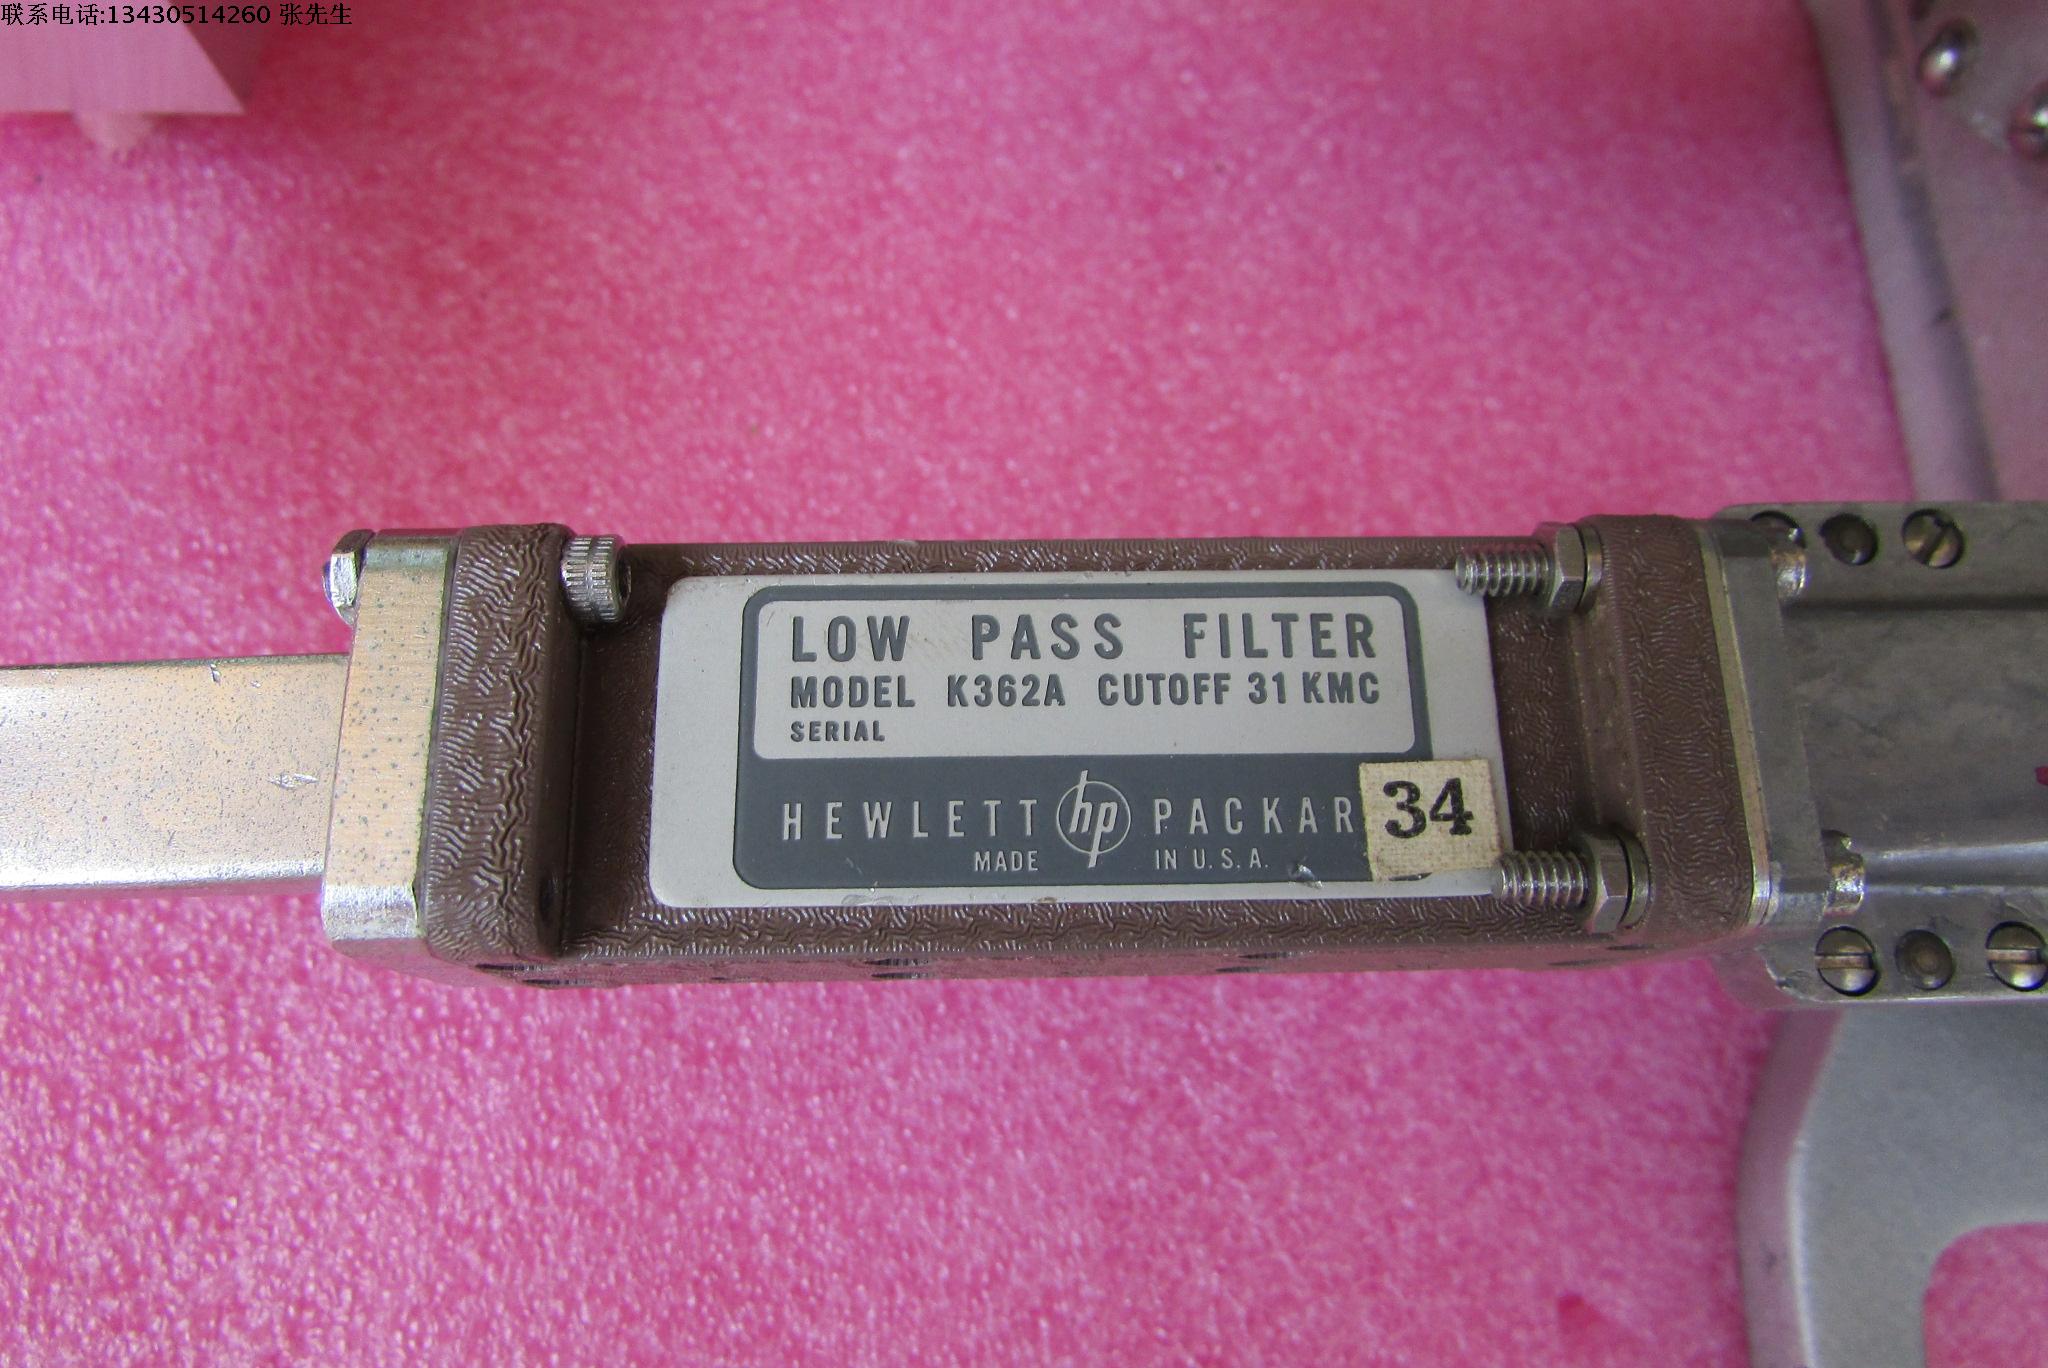 联系电话:13430514260 张先生
LOW PASS FILTER
MODEL K362A CUTOFF 31 KMC
SERIAL
HEWLETT hp PACKAR
34
MADE IN U.S.A.